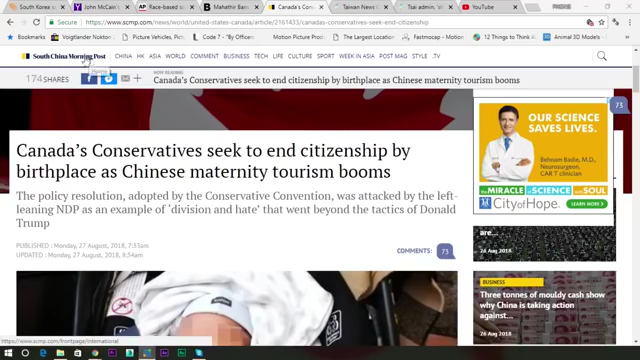 South Korea s
John McCain's
Race-based s
Mahathir Bans
Canada's Cons
Taiwan News
Tsai admin. 's
YouTube
Secure
https://www.scmp.com/news/world/united-states-canada/article/2161433/canadas-conservatives-seek-end-citizenship
Bookmarks
Voigtlander Nokton
Picture Vehicles, Pict
Code 7 - By Officer.c
Fastmocap - Motion
The Largest Location
Current Time
12 Things to Think A
Animal 3D Models
South China Morning Post
CHINA HK ASIA WORLD COMMENT BUSINESS TECH LIFE CULTURE SPORT WEEK IN ASIA POST MAG STYLE .TV
174 SHARES
NOW READING
Canada's Conservatives seek to end citizenship by birthplace as Chinese maternity tourism booms
Canada's Conservatives seek to end citizenship by
birthplace as Chinese maternity tourism booms
The policy resolution, adopted by the Conservative Convention, was attacked by the left-
leaning NDP as an example of 'division and hate' that went beyond the tactics of Donald
Trump
PUBLISHED : Monday, 27 August, 2018, 7:33am
UPDATED : Monday, 27 August, 2018, 8:54am
COMMENTS: 73
73
OUR SCIENCE
SAVES LIVES.
Behnam Badie, M.D.,
Neurosurgeon,
CAR T clinician
the MIRACLE of SCIENCE with SOUL
City of Hope
LEARN MORE
are...
26 Aug 2018
BUSINESS
Three tonnes of mouldy cash show
why China is taking action
against...
26 Aug 2018
https://www.scmp.com/frontpage/international